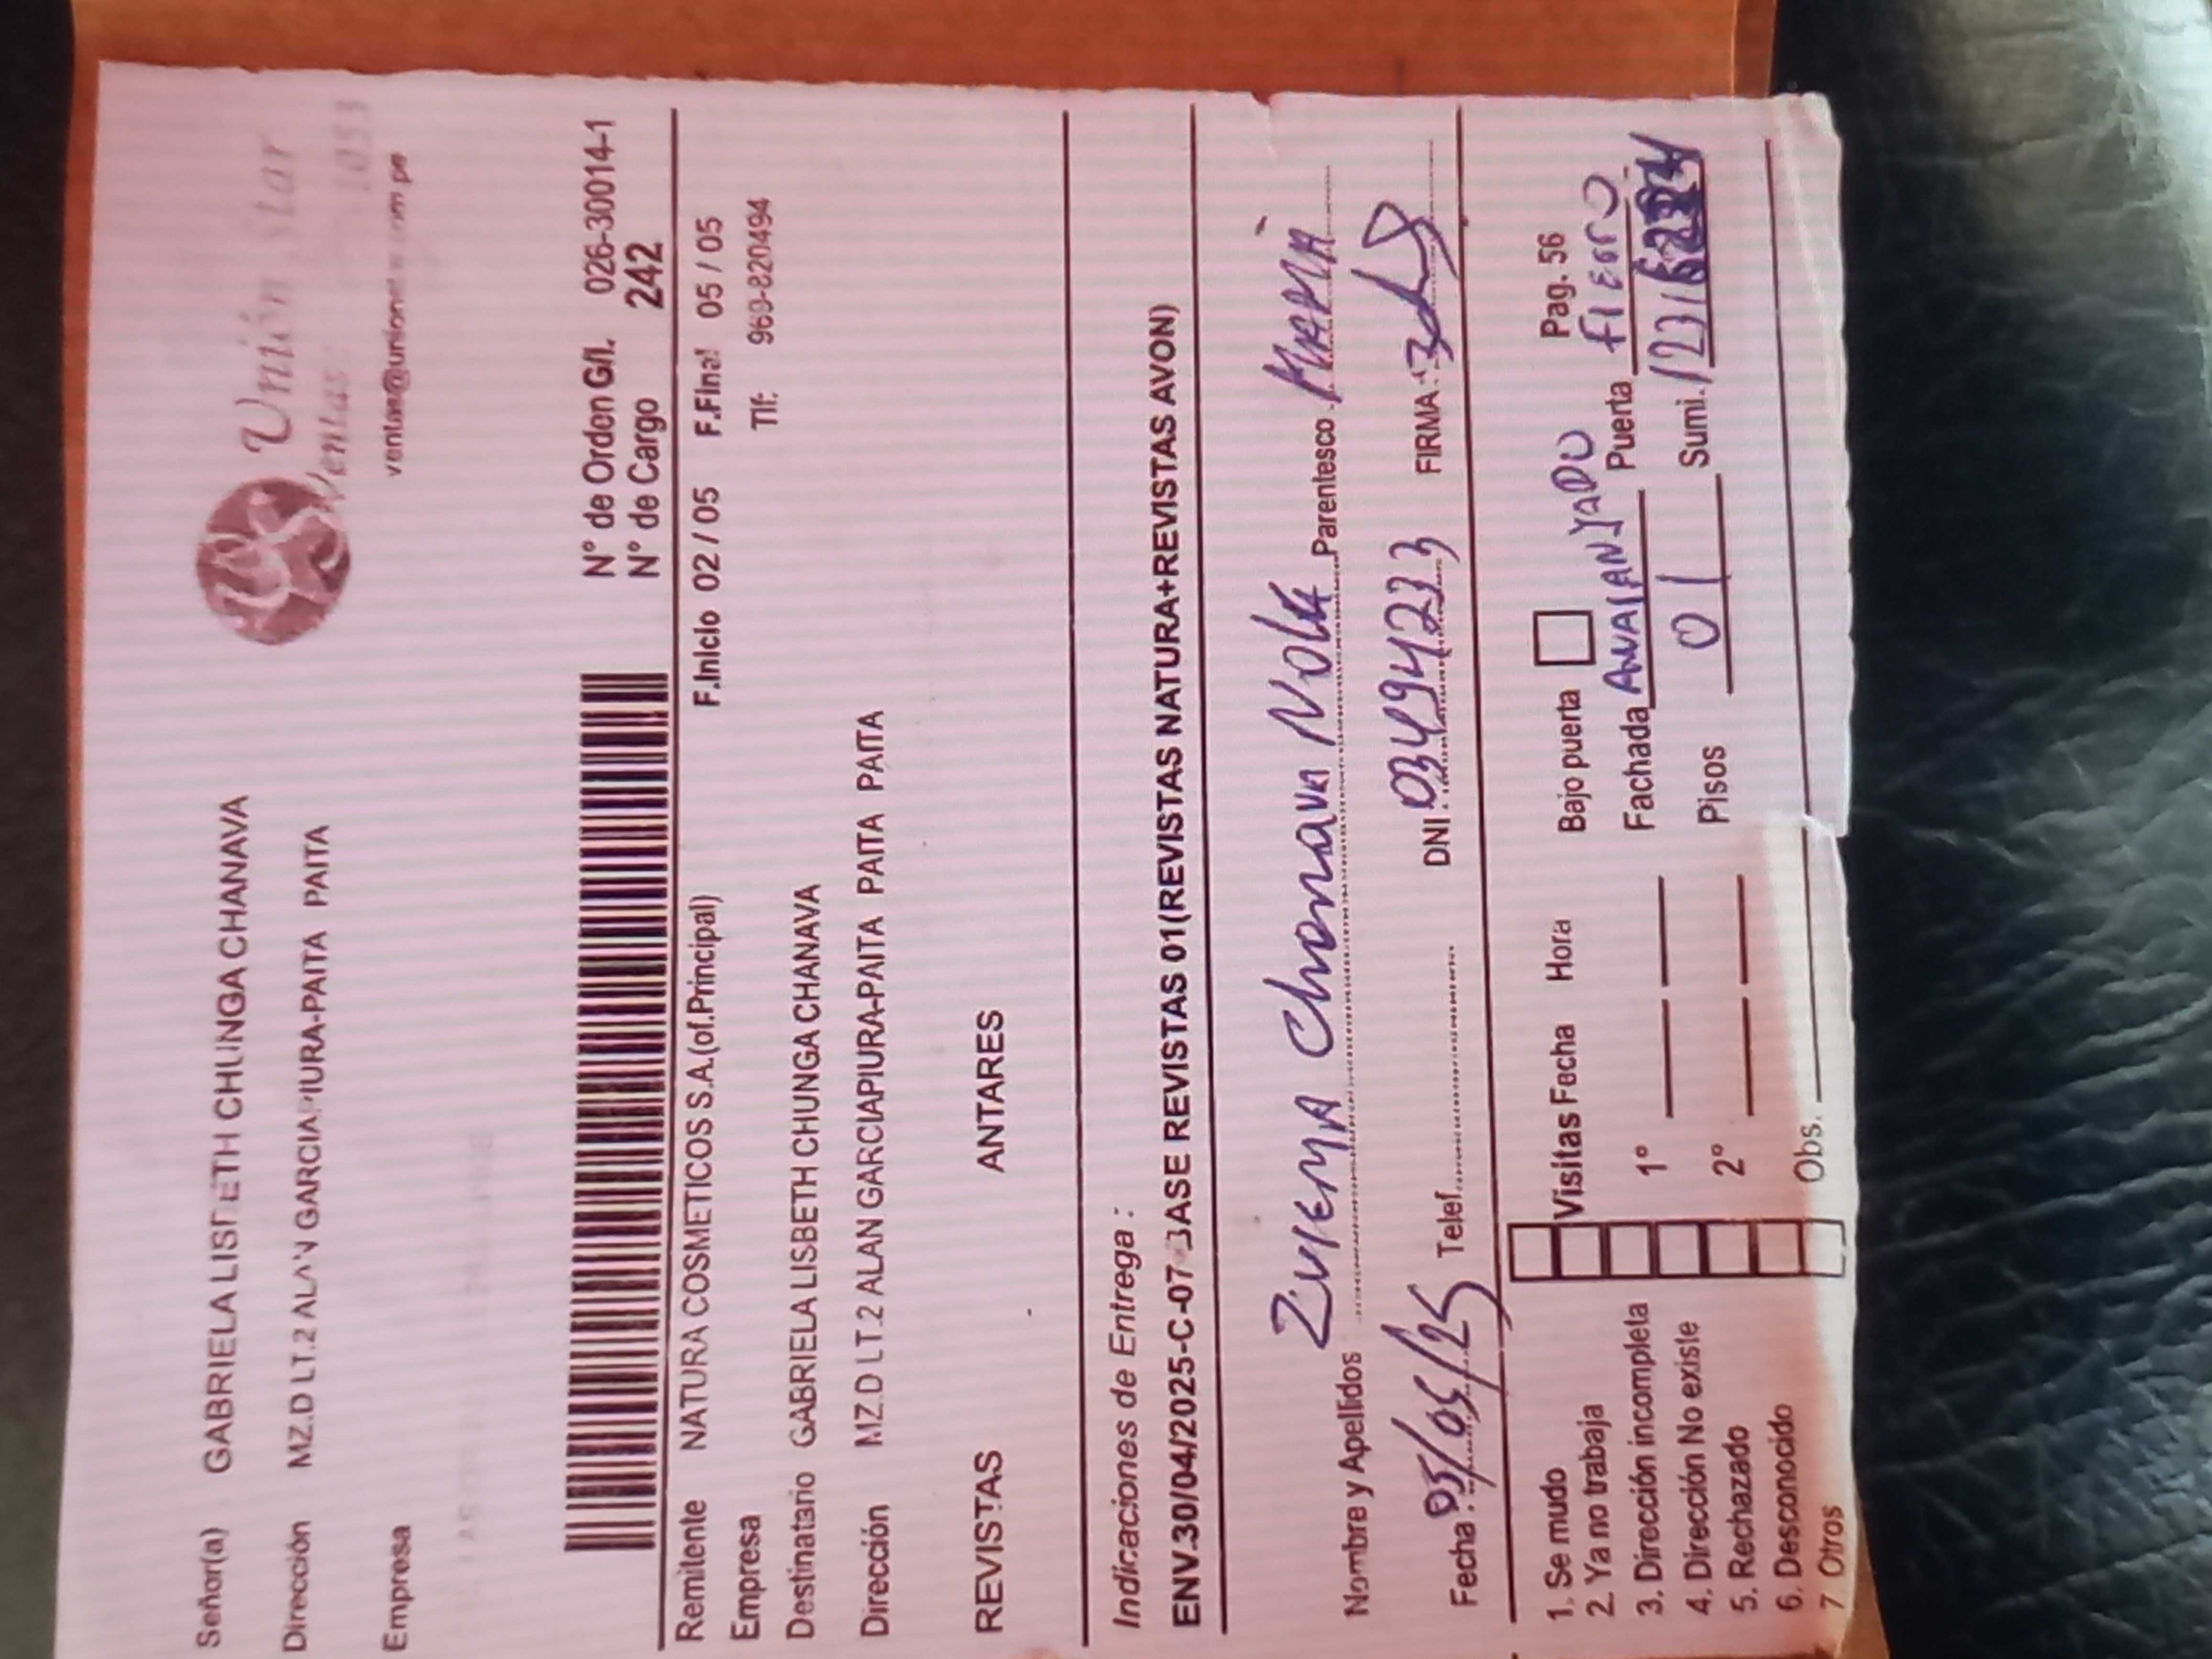 Unión Star
Ventas 1053
Señor(a) GABRIELA LISBETH CHUNGA CHANAVA
ventas@unionst
Dirección MZ.D LT.2 ALAN GARCIAPIURA-PAITA PAITA
Empresa
N° de Orden G/l. 026-30014-1
N° de Cargo 242
Remitente NATURA COSMETICOS S.A.(of.Principal) F.Inicio 02 / 05 F.Final 05 / 05
Empresa Tlf: 969-820494
Destinatario GABRIELA LISBETH CHUNGA CHANAVA
Dirección MZ.D LT.2 ALAN GARCIAPIURA-PAITA PAITA PAITA
REVISTAS ANTARES
Indicaciones de Entrega :
ENV.30/04/2025-C-07 BASE REVISTAS 01(REVISTAS NATURA+REVISTAS AVON)
Nombre y Apellidos Zulema Chanava Nole Parentesco MAMA
Fecha : 05/05/25 Telef. DNI. 03494233 FIRMA.
Visitas Fecha Hora Bajo puerta Pag. 56
1. Se mudo
2. Ya no trabaja
3. Dirección incompleta 1° Fachada Puerta fierro
4. Dirección No existe
5. Rechazado 2° Pisos 01 Sumi.
6. Desconocido
7 Otros Obs.